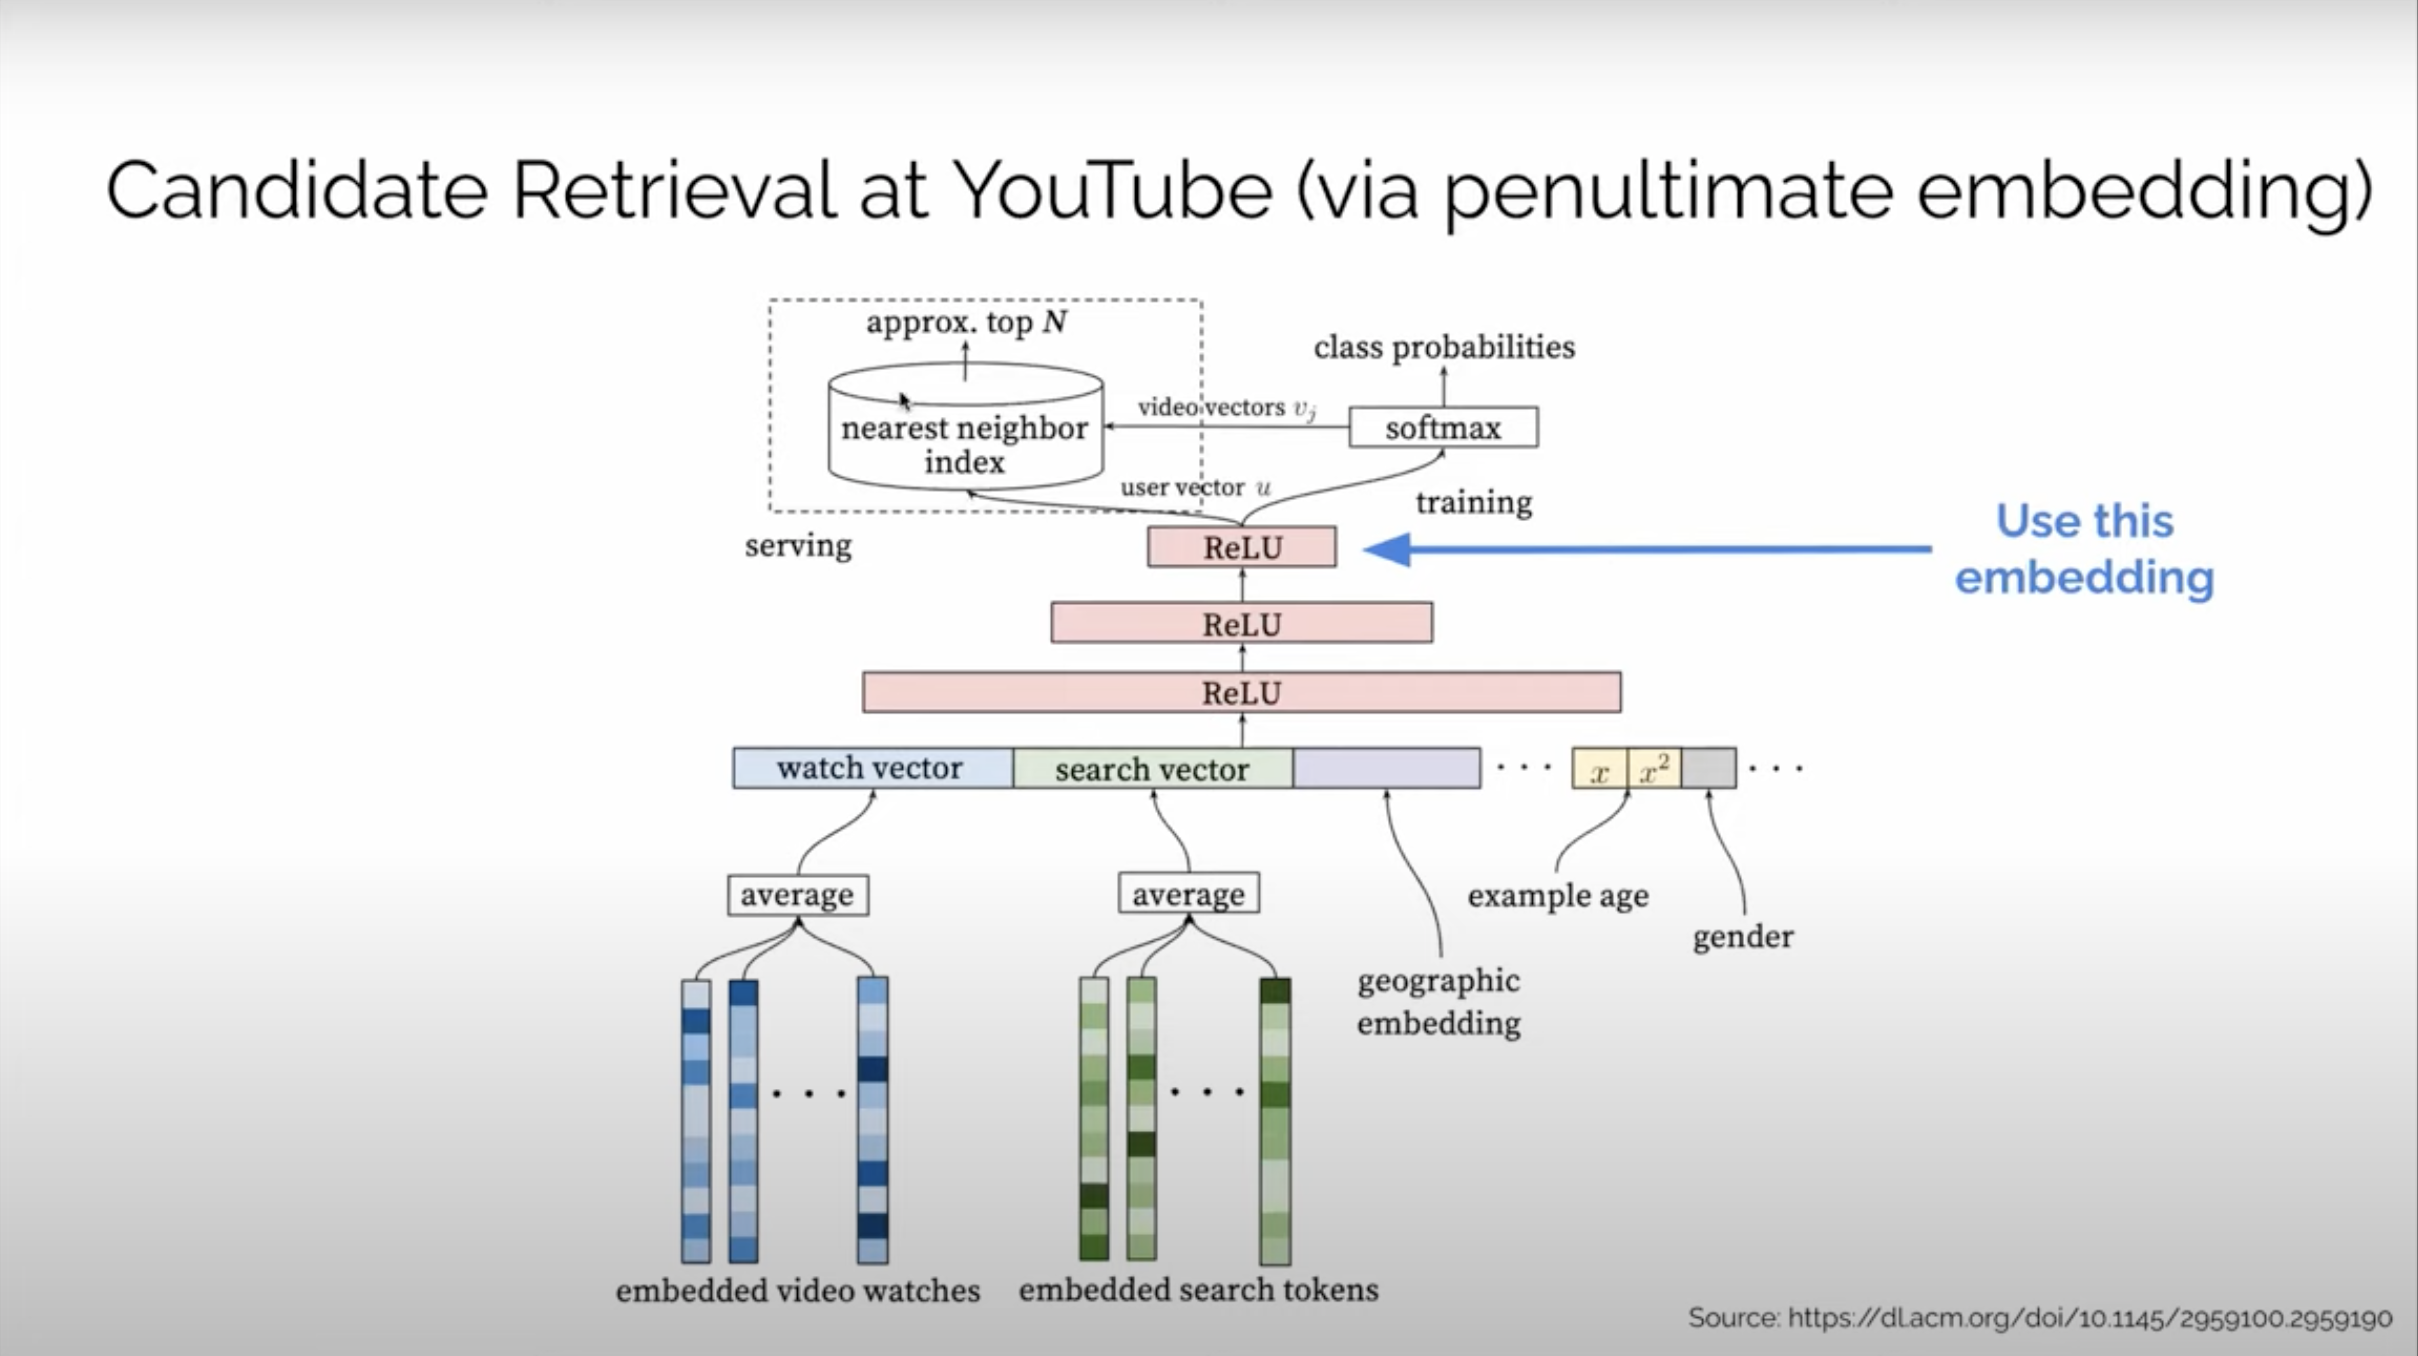 Candidate Retrieval at YouTube (via penultimate embedding)
approx. top N
class probabilities
video vectors v_j
softmax
nearest neighbor
index
user vector u
training
serving
ReLU
Use this
embedding
ReLU
ReLU
watch vector
search vector
. . .
x
x²
. . .
average
average
example age
gender
geographic
embedding
. . .
. . .
embedded video watches
embedded search tokens
Source: https://dl.acm.org/doi/10.1145/2959100.2959190